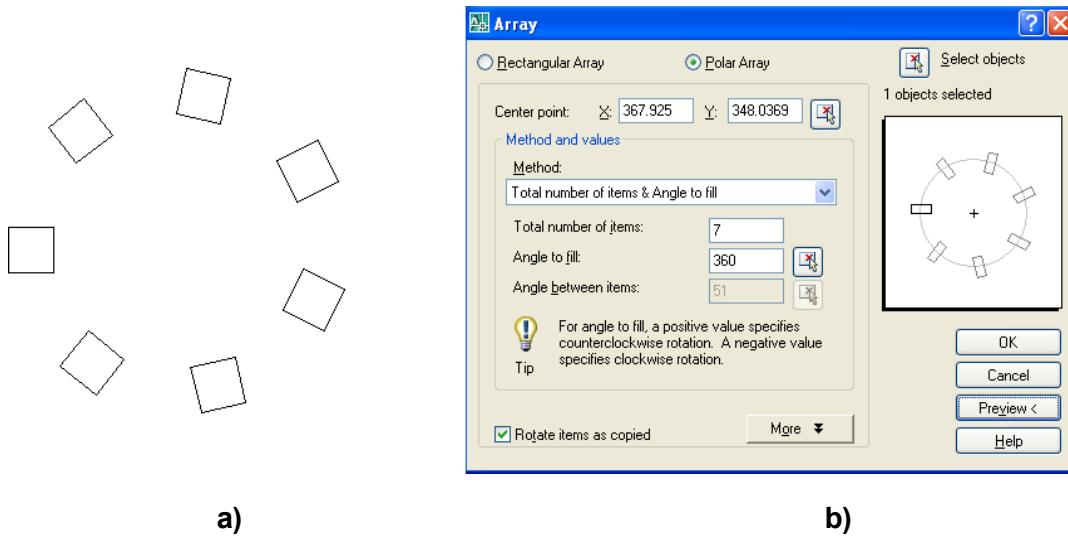 Array
Rectangular Array Polar Array Select objects
1 objects selected
Center point: X: 367.925 Y: 348.0369
Method and values
Method:
Total number of items & Angle to fill
Total number of items: 7
Angle to fill: 360
Angle between items: 51
For angle to fill, a positive value specifies
counterclockwise rotation. A negative value
specifies clockwise rotation.
Tip
Rotate items as copied More
OK
Cancel
Preview <
Help
a) b)